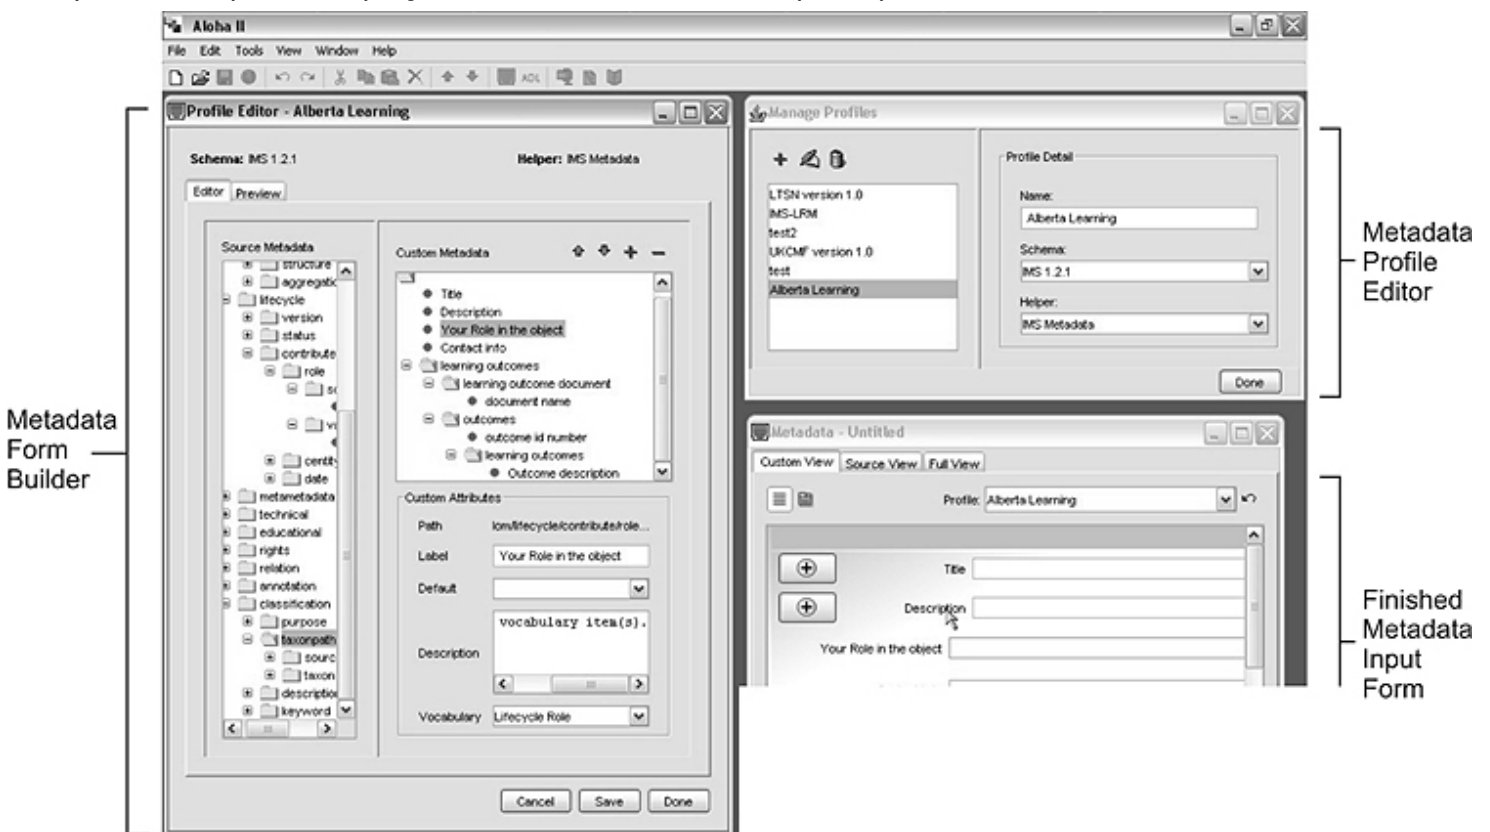 Aloha II
File Edit Tools View Window Help
ADL
Profile Editor - Alberta Learning
Schema: IMS 1.2.1 Helper: IMS Metadata
Editor Preview
Source Metadata
structure
lifecycle
version
status
contribute
role
date
metametadata
technical
educational
rights
relation
annotation
classification
purpose
taxonpath
sourc
taxon
description
keyword
Custom Metadata
Title
Description
Your Role in the object
Contact info
learning outcomes
learning outcome document
document name
outcomes
outcome id number
learning outcomes
Outcome description
Custom Attributes
Path lom/lifecycle/contribute/role...
Label Your Role in the object
Default
vocabulary item(s).
Description
Vocabulary Lifecycle Role
Cancel Save Done
Manage Profiles
LTSN version 1.0
IMS-LRM
test2
UKCMF version 1.0
test
Alberta Learning
Profile Detail
Name:
Alberta Learning
Schema:
IMS 1.2.1
Helper:
IMS Metadata
Done
Metadata - Untitled
Custom View Source View Full View
Profile: Alberta Learning
Title
Description
Your Role in the object
Metadata
Form
Builder
Metadata
Profile
Editor
Finished
Metadata
Input
Form